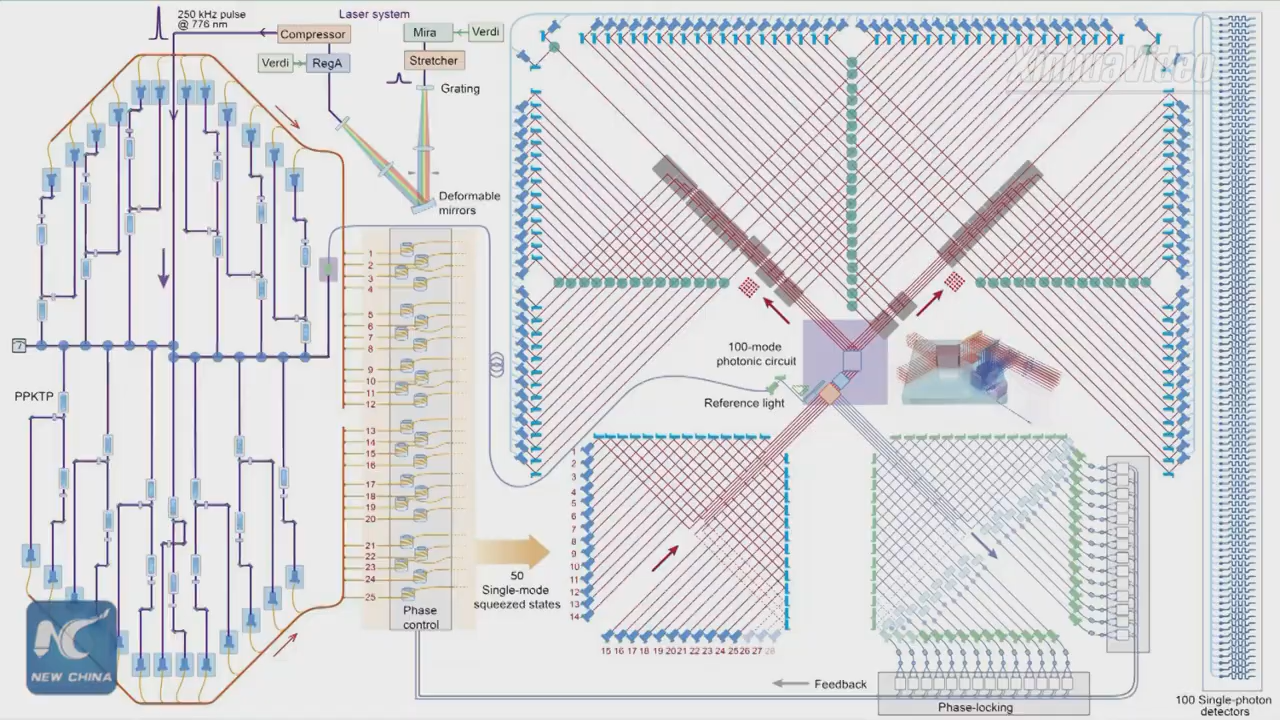 250 kHz pulse
@ 776 nm
Laser system
Compressor
Mira
Verdi
Verdi
RegA
Stretcher
Grating
Deformable
mirrors
XinhuaVideo
1
2
3
4
5
6
7
8
9
10
11
12
13
14
15
16
17
18
19
20
21
22
23
24
25
PPKTP
Phase
control
50
Single-mode
squeezed states
100-mode
photonic circuit
Reference light
1
2
3
4
5
6
7
8
9
10
11
12
13
14
15 16 17 18 19 20 21 22 23 24 25 26 27 28
Feedback
Phase-locking
100 Single-photon
detectors
NEW CHINA